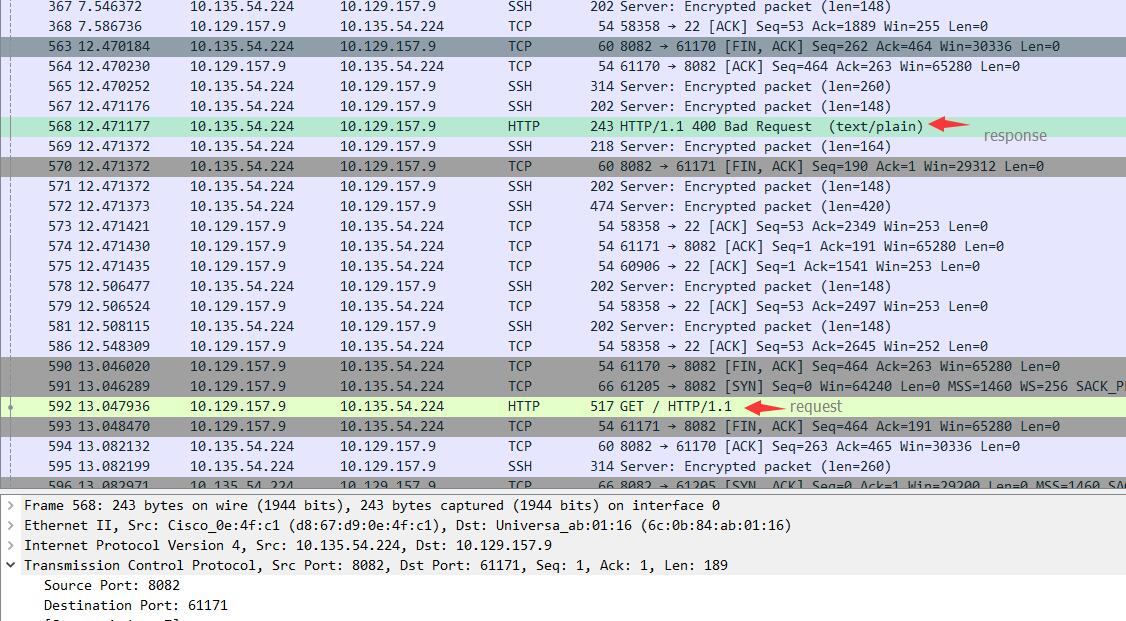 367 7.546372 10.135.54.224 10.129.157.9 SSH 202 Server: Encrypted packet (len=148)
368 7.586736 10.129.157.9 10.135.54.224 TCP 54 58358 → 22 [ACK] Seq=53 Ack=1889 Win=255 Len=0
563 12.470184 10.135.54.224 10.129.157.9 TCP 60 8082 → 61170 [FIN, ACK] Seq=262 Ack=464 Win=30336 Len=0
564 12.470230 10.129.157.9 10.135.54.224 TCP 54 61170 → 8082 [ACK] Seq=464 Ack=263 Win=65280 Len=0
565 12.470252 10.135.54.224 10.129.157.9 SSH 314 Server: Encrypted packet (len=260)
567 12.471176 10.135.54.224 10.129.157.9 SSH 202 Server: Encrypted packet (len=148)
568 12.471177 10.135.54.224 10.129.157.9 HTTP 243 HTTP/1.1 400 Bad Request (text/plain)
response
569 12.471372 10.135.54.224 10.129.157.9 SSH 218 Server: Encrypted packet (len=164)
570 12.471372 10.135.54.224 10.129.157.9 TCP 60 8082 → 61171 [FIN, ACK] Seq=190 Ack=1 Win=29312 Len=0
571 12.471372 10.135.54.224 10.129.157.9 SSH 202 Server: Encrypted packet (len=148)
572 12.471373 10.135.54.224 10.129.157.9 SSH 474 Server: Encrypted packet (len=420)
573 12.471421 10.129.157.9 10.135.54.224 TCP 54 58358 → 22 [ACK] Seq=53 Ack=2349 Win=253 Len=0
574 12.471430 10.129.157.9 10.135.54.224 TCP 54 61171 → 8082 [ACK] Seq=1 Ack=191 Win=65280 Len=0
575 12.471435 10.129.157.9 10.135.54.224 TCP 54 60906 → 22 [ACK] Seq=1 Ack=1541 Win=253 Len=0
578 12.506477 10.135.54.224 10.129.157.9 SSH 202 Server: Encrypted packet (len=148)
579 12.506524 10.129.157.9 10.135.54.224 TCP 54 58358 → 22 [ACK] Seq=53 Ack=2497 Win=253 Len=0
581 12.508115 10.135.54.224 10.129.157.9 SSH 202 Server: Encrypted packet (len=148)
586 12.548309 10.129.157.9 10.135.54.224 TCP 54 58358 → 22 [ACK] Seq=53 Ack=2645 Win=252 Len=0
590 13.046020 10.129.157.9 10.135.54.224 TCP 54 61170 → 8082 [FIN, ACK] Seq=464 Ack=263 Win=65280 Len=0
591 13.046289 10.129.157.9 10.135.54.224 TCP 66 61205 → 8082 [SYN] Seq=0 Win=64240 Len=0 MSS=1460 WS=256 SACK_P
592 13.047936 10.129.157.9 10.135.54.224 HTTP 517 GET / HTTP/1.1 request
593 13.048470 10.129.157.9 10.135.54.224 TCP 54 61171 → 8082 [FIN, ACK] Seq=464 Ack=191 Win=65280 Len=0
594 13.082132 10.135.54.224 10.129.157.9 TCP 60 8082 → 61170 [ACK] Seq=263 Ack=465 Win=30336 Len=0
595 13.082199 10.135.54.224 10.129.157.9 SSH 314 Server: Encrypted packet (len=260)
596 13.082971 10.135.54.224 10.129.157.9 TCP 66 8082 → 61205 [SYN, ACK] Seq=0 Ack=1 Win=29200 Len=0 MSS=1460
Frame 568: 243 bytes on wire (1944 bits), 243 bytes captured (1944 bits) on interface 0
Ethernet II, Src: Cisco_0e:4f:c1 (d8:67:d9:0e:4f:c1), Dst: Universa_ab:01:16 (6c:0b:84:ab:01:16)
Internet Protocol Version 4, Src: 10.135.54.224, Dst: 10.129.157.9
Transmission Control Protocol, Src Port: 8082, Dst Port: 61171, Seq: 1, Ack: 1, Len: 189
Source Port: 8082
Destination Port: 61171